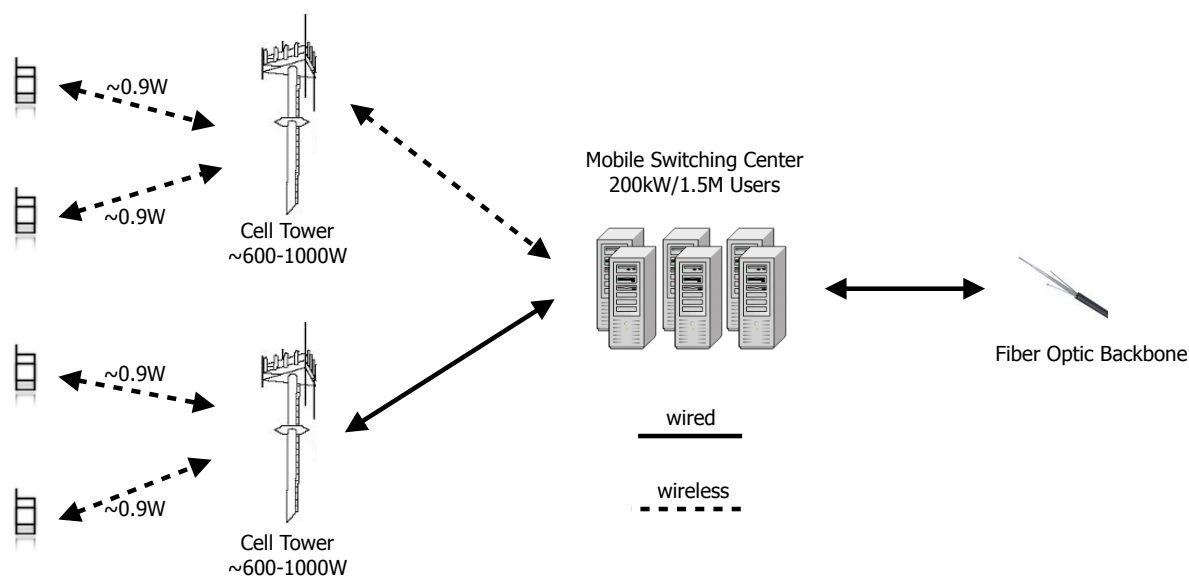 ~0.9W
~0.9W
Cell Tower
~600-1000W
Mobile Switching Center
200kW/1.5M Users
Fiber Optic Backbone
~0.9W
~0.9W
Cell Tower
~600-1000W
wired
wireless